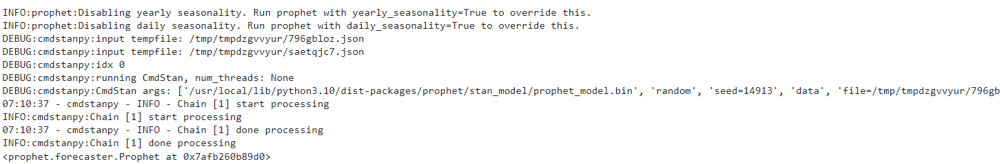 INFO:prophet:Disabling yearly seasonality. Run prophet with yearly_seasonality=True to override this.
INFO:prophet:Disabling daily seasonality. Run prophet with daily_seasonality=True to override this.
DEBUG:cmdstanpy:input tempfile: /tmp/tmpdzgvvyur/796gbloz.json
DEBUG:cmdstanpy:input tempfile: /tmp/tmpdzgvvyur/saetqjc7.json
DEBUG:cmdstanpy:idx 0
DEBUG:cmdstanpy:running CmdStan, num_threads: None
DEBUG:cmdstanpy:CmdStan args: ['/usr/local/lib/python3.10/dist-packages/prophet/stan_model/prophet_model.bin', 'random', 'seed=14913', 'data', 'file=/tmp/tmpdzgvvyur/796gb
07:10:37 - cmdstanpy - INFO - Chain [1] start processing
INFO:cmdstanpy:Chain [1] start processing
07:10:37 - cmdstanpy - INFO - Chain [1] done processing
INFO:cmdstanpy:Chain [1] done processing
<prophet.forecaster.Prophet at 0x7afb260b89d0>